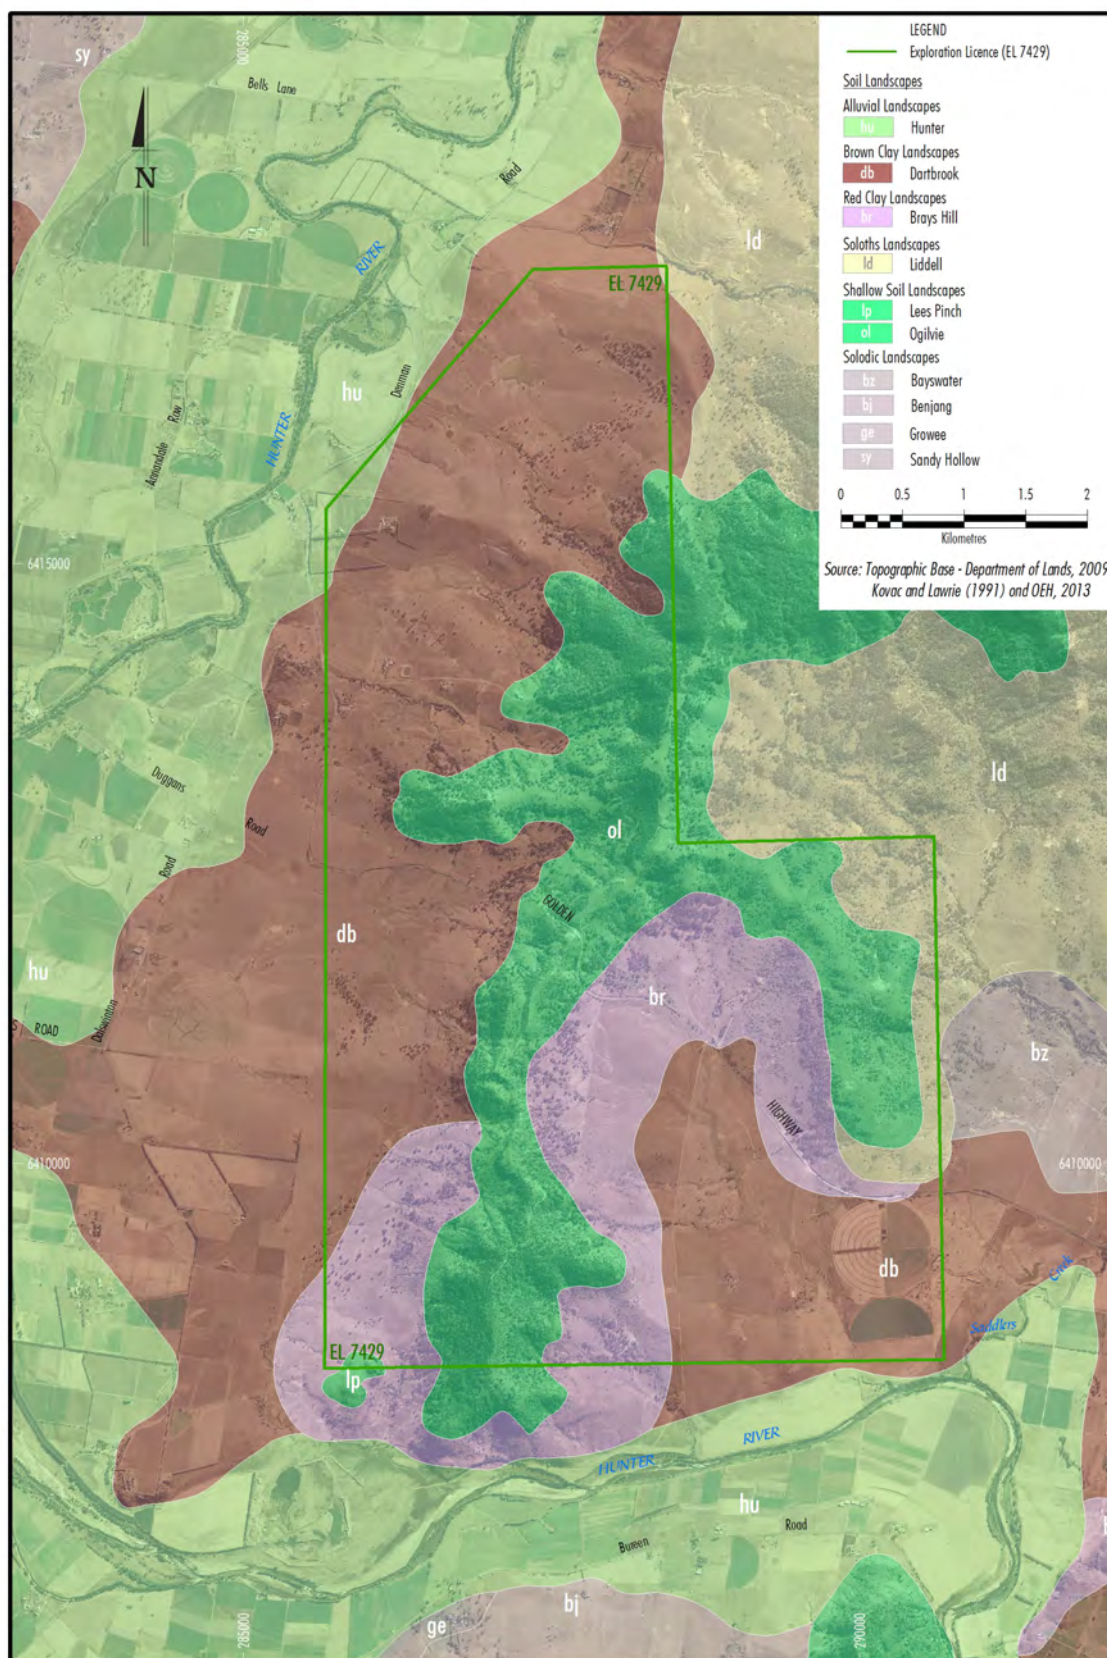 LEGEND
Exploration Licence (EL 7429)
Soil Landscapes
Alluvial Landscapes
hu Hunter
Brown Clay Landscapes
db Dartbrook
Red Clay Landscapes
br Brays Hill
Soloths Landscapes
ld Liddell
Shallow Soil Landscapes
lp Lees Pinch
ol Ogilvie
Solodic Landscapes
bz Bayswater
bj Benjang
ge Growee
sy Sandy Hollow
0 0.5 1 1.5 2
Kilometres
Source: Topographic Base - Department of Lands, 2009
Kovac and Lawrie (1991) and OEH, 2013
285000
sy
Bells Lane
N
Road
RIVER
ld
EL 7429
hu
Denman
Annandale Row
HUNTER
6415000
Duggans
Road
Road
ol
ld
GOLDEN
db
hu
br
S ROAD
Dalswinton
bz
HIGHWAY
6410000
6410000
db
Creek
Saddlers
EL 7429
lp
RIVER
HUNTER
hu
Road
Bureen
bj
ge
285000
290000